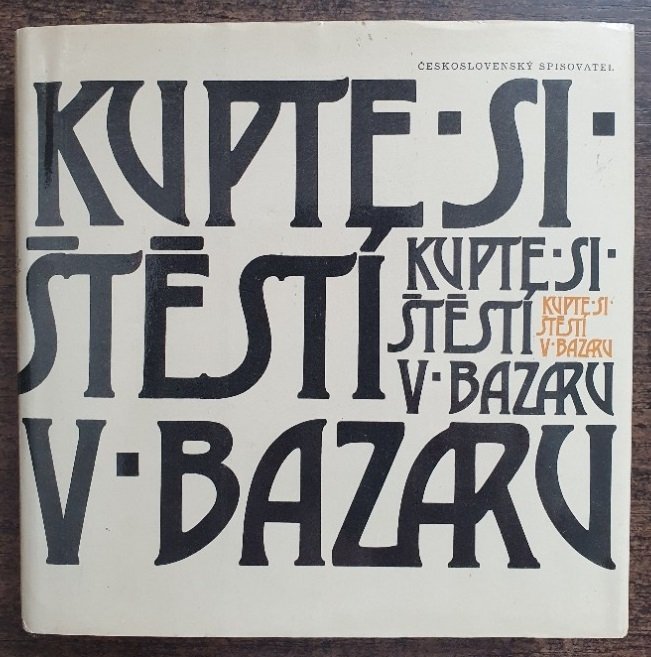 ČESKOSLOVENSKÝ SPISOVATEL
KUPTE·SI·
ŠTĚSTÍ
V·BAZARU
KUPTE·SI·
ŠTĚSTÍ
V·BAZARU
KUPTE·SI·
ŠTĚSTÍ
V·BAZARU